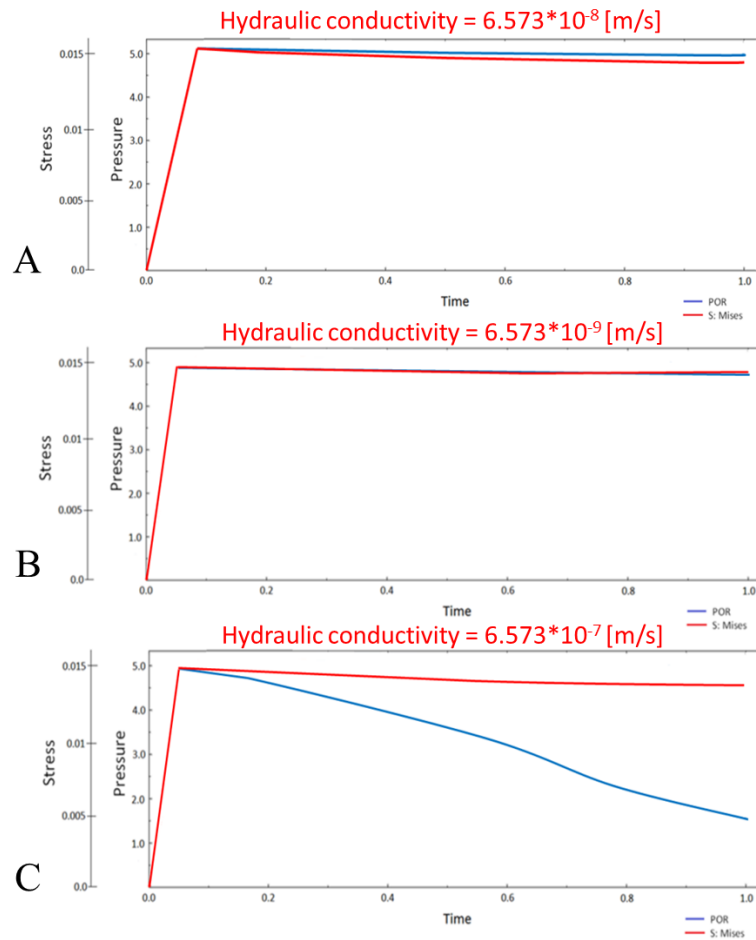 Hydraulic conductivity = 6.573*10⁻⁸ [m/s]
0.015
0.01
0.005
0.0
Stress
5.0
4.0
3.0
2.0
1.0
Pressure
A
0.0 0.2 0.4 0.6 0.8 1.0
Time
POR
S: Mises
Hydraulic conductivity = 6.573*10⁻⁹ [m/s]
0.015
0.01
0.005
0.0
Stress
5.0
4.0
3.0
2.0
1.0
Pressure
B
0.0 0.2 0.4 0.6 0.8 1.0
Time
POR
S: Mises
Hydraulic conductivity = 6.573*10⁻⁷ [m/s]
0.015
0.01
0.005
0.0
Stress
5.0
4.0
3.0
2.0
1.0
Pressure
C
0.0 0.2 0.4 0.6 0.8 1.0
Time
POR
S: Mises